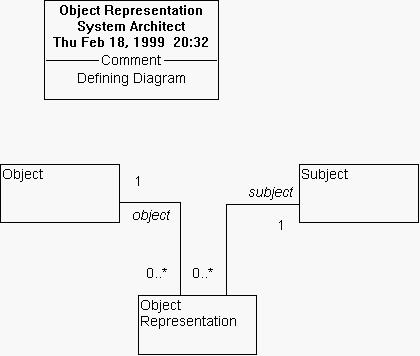 Object Representation
System Architect
Thu Feb 18, 1999  20:32
Comment
Defining Diagram
Object
1
object
subject
Subject
1
0..*
0..*
Object
Representation